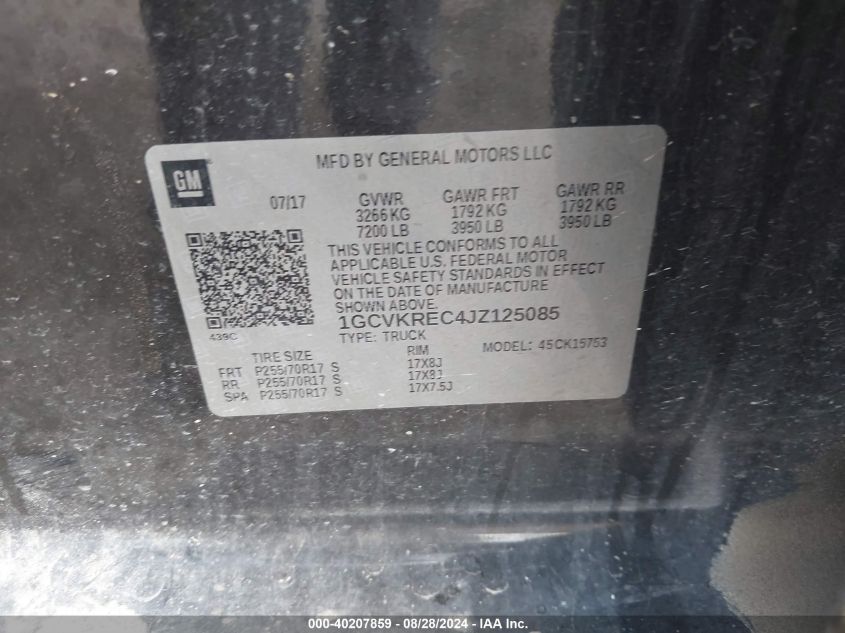 MFD BY GENERAL MOTORS LLC
GM
07/17
GVWR GAWR FRT GAWR RR
3266 KG 1792 KG 1792 KG
7200 LB 3950 LB 3950 LB
THIS VEHICLE CONFORMS TO ALL
APPLICABLE U.S. FEDERAL MOTOR
VEHICLE SAFETY STANDARDS IN EFFECT
ON THE DATE OF MANUFACTURE
SHOWN ABOVE.
1GCVKREC4JZ125085
439C
TYPE: TRUCK MODEL: 45CK15753
TIRE SIZE RIM
FRT P255/70R17 S 17X8J
RR P255/70R17 S 17X8J
SPA P255/70R17 S 17X7.5J
000-40207859 - 08/28/2024 - IAA Inc.